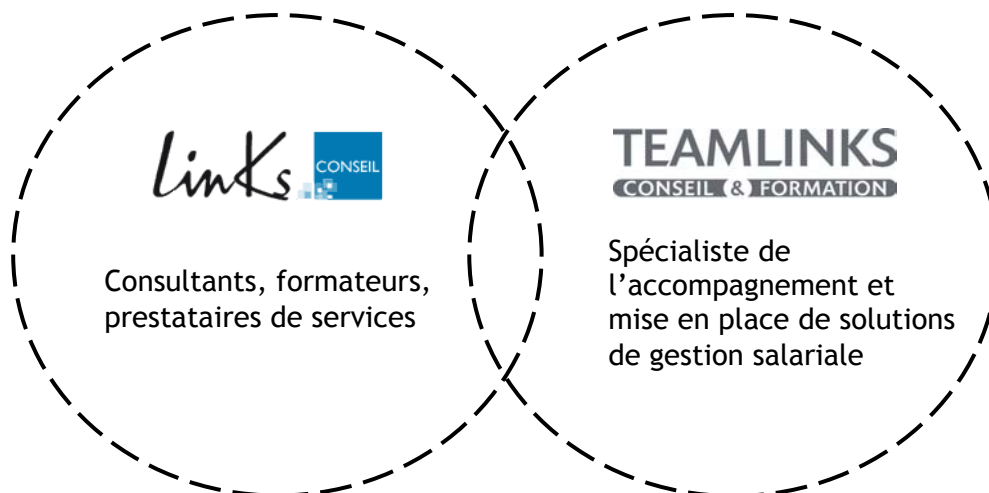 Links CONSEIL
Consultants, formateurs,
prestataires de services
TEAMLINKS
CONSEIL & FORMATION
Spécialiste de
l’accompagnement et
mise en place de solutions
de gestion salariale